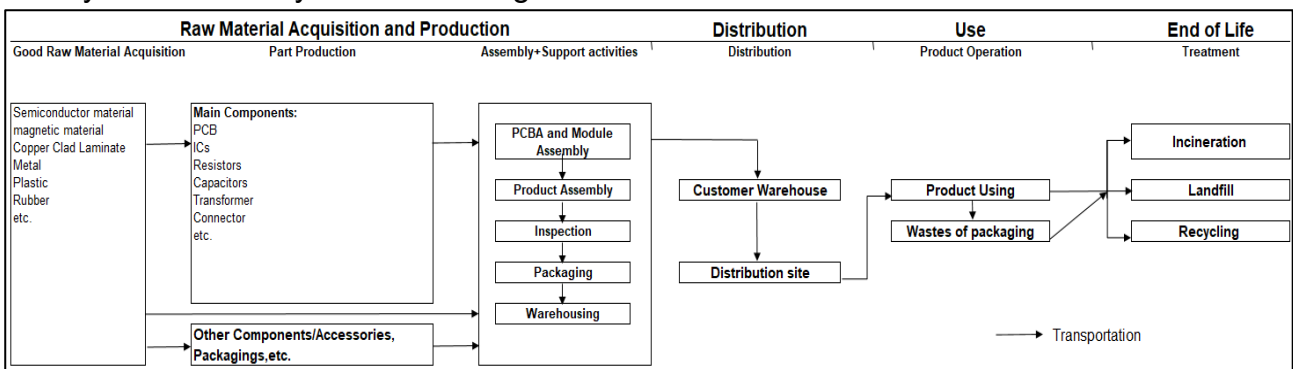 Raw Material Acquisition and Production
Distribution
Use
End of Life
Good Raw Material Acquisition
Part Production
Assembly+Support activities
Distribution
Product Operation
Treatment
Semiconductor material
magnetic material
Copper Clad Laminate
Metal
Plastic
Rubber
etc.
Main Components:
PCB
ICs
Resistors
Capacitors
Transformer
Connector
etc.
Other Components/Accessories,
Packagings,etc.
PCBA and Module
Assembly
Product Assembly
Inspection
Packaging
Warehousing
Customer Warehouse
Distribution site
Product Using
Wastes of packaging
Incineration
Landfill
Recycling
Transportation